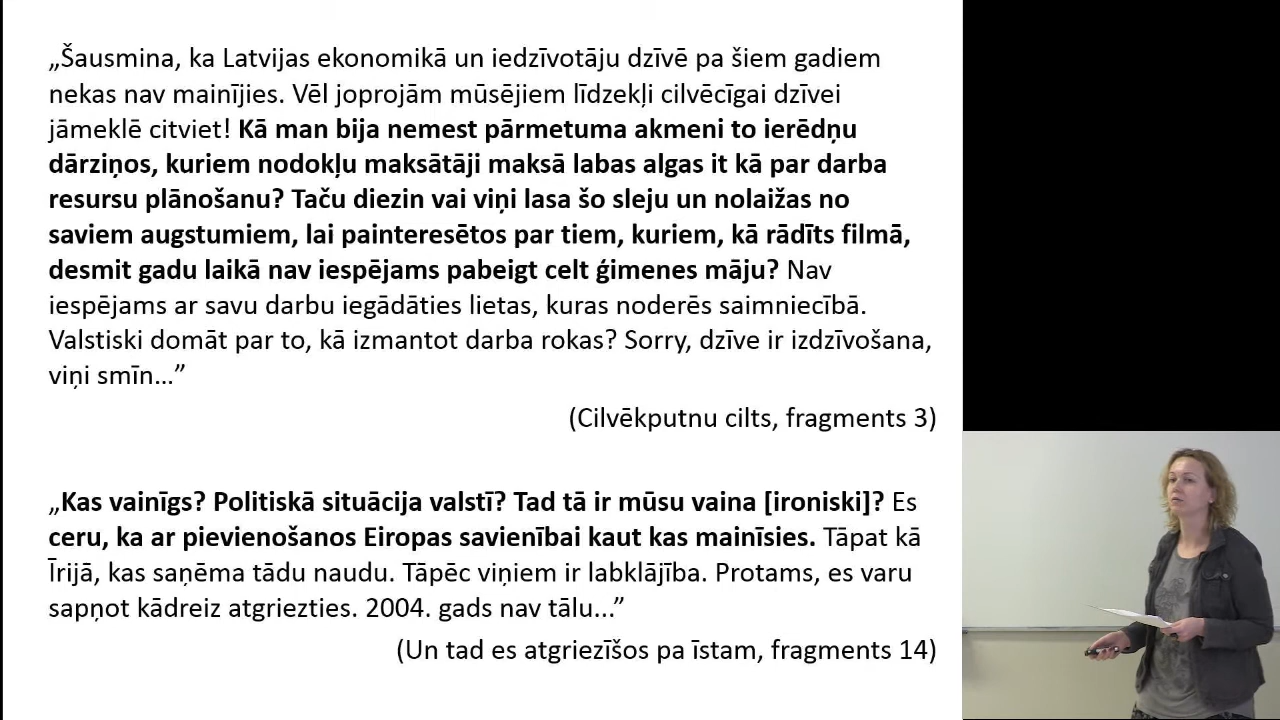 „Šausmina, ka Latvijas ekonomikā un iedzīvotāju dzīvē pa šiem gadiem
nekas nav mainījies. Vēl joprojām mūsējiem līdzekļi cilvēcīgai dzīvei
jāmeklē citviet! Kā man bija nemest pārmetuma akmeni to ierēdņu
dārziņos, kuriem nodokļu maksātāji maksā labas algas it kā par darba
resursu plānošanu? Taču diezin vai viņi lasa šo sleju un nolaižas no
saviem augstumiem, lai painteresētos par tiem, kuriem, kā rādīts filmā,
desmit gadu laikā nav iespējams pabeigt celt ģimenes māju? Nav
iespējams ar savu darbu iegādāties lietas, kuras noderēs saimniecībā.
Valstiski domāt par to, kā izmantot darba rokas? Sorry, dzīve ir izdzīvošana,
viņi smīn...”
(Cilvēkputnu cilts, fragments 3)
„Kas vainīgs? Politiskā situācija valstī? Tad tā ir mūsu vaina [ironiski]? Es
ceru, ka ar pievienošanos Eiropas savienībai kaut kas mainīsies. Tāpat kā
Īrijā, kas saņēma tādu naudu. Tāpēc viņiem ir labklājība. Protams, es varu
sapņot kādreiz atgriezties. 2004. gads nav tālu...”
(Un tad es atgriezīšos pa īstam, fragments 14)